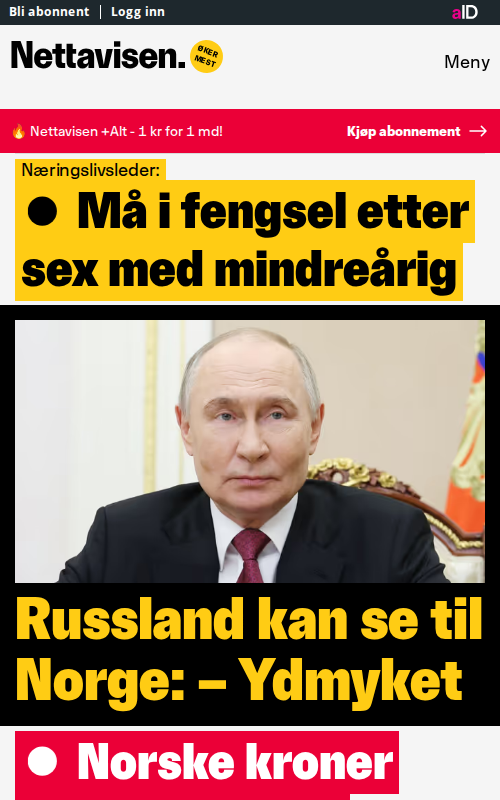 Bli abonnent | Logg inn
aID
Nettavisen.
ØKER
MEST
Meny
Nettavisen +Alt - 1 kr for 1 md!
Kjøp abonnement
Næringslivsleder:
● Må i fengsel etter
sex med mindreårig
Russland kan se til
Norge: – Ydmyket
● Norske kroner